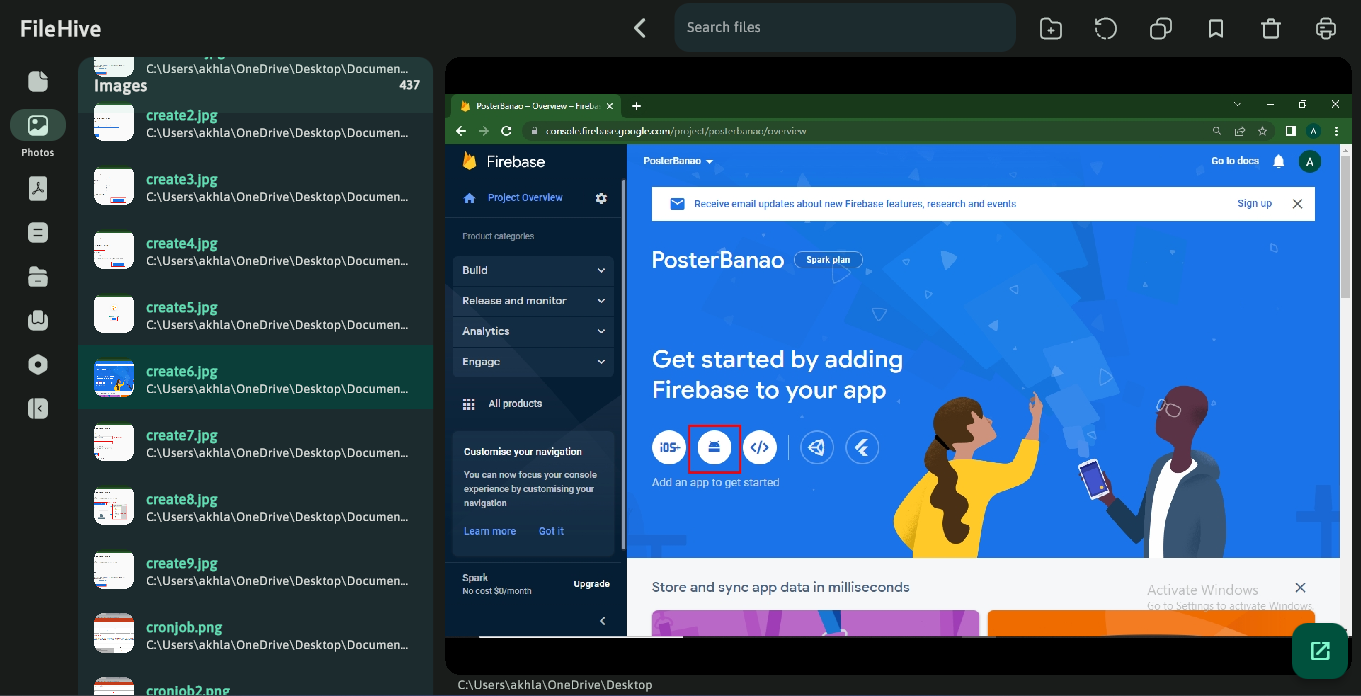 FileHive
Search files
Photos
C:\Users\akhla\OneDrive\Desktop\Documen...
Images
437
create2.jpg
C:\Users\akhla\OneDrive\Desktop\Documen...
create3.jpg
C:\Users\akhla\OneDrive\Desktop\Documen...
create4.jpg
C:\Users\akhla\OneDrive\Desktop\Documen...
create5.jpg
C:\Users\akhla\OneDrive\Desktop\Documen...
create6.jpg
C:\Users\akhla\OneDrive\Desktop\Documen...
create7.jpg
C:\Users\akhla\OneDrive\Desktop\Documen...
create8.jpg
C:\Users\akhla\OneDrive\Desktop\Documen...
create9.jpg
C:\Users\akhla\OneDrive\Desktop\Documen...
cronjob.png
C:\Users\akhla\OneDrive\Desktop\Documen...
cronjob2.png
PosterBanao – Overview – Fireba
console.firebase.google.com/project/posterbanao/overview
A
Firebase
Project Overview
Product categories
Build
Release and monitor
Analytics
Engage
All products
Customise your navigation
You can now focus your console
experience by customising your
navigation
Learn more
Got it
Spark
No cost $0/month
Upgrade
PosterBanao
Go to docs
A
Receive email updates about new Firebase features, research and events
Sign up
PosterBanao
Spark plan
Get started by adding
Firebase to your app
iOS+
Add an app to get started
Store and sync app data in milliseconds
Activate Windows
Go to Settings to activate Windows.
C:\Users\akhla\OneDrive\Desktop